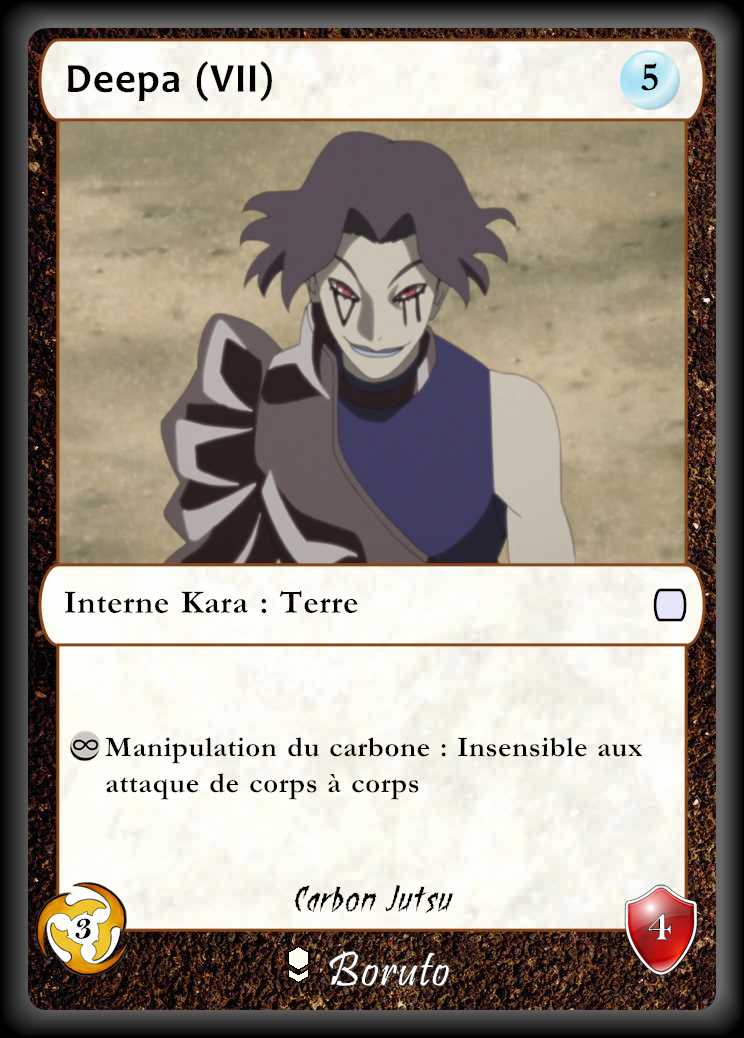 Deepa (VII)
5
Interne Kara : Terre
∞ Manipulation du carbone : Insensible aux
attaque de corps à corps
Carbon Jutsu
3
4
Boruto